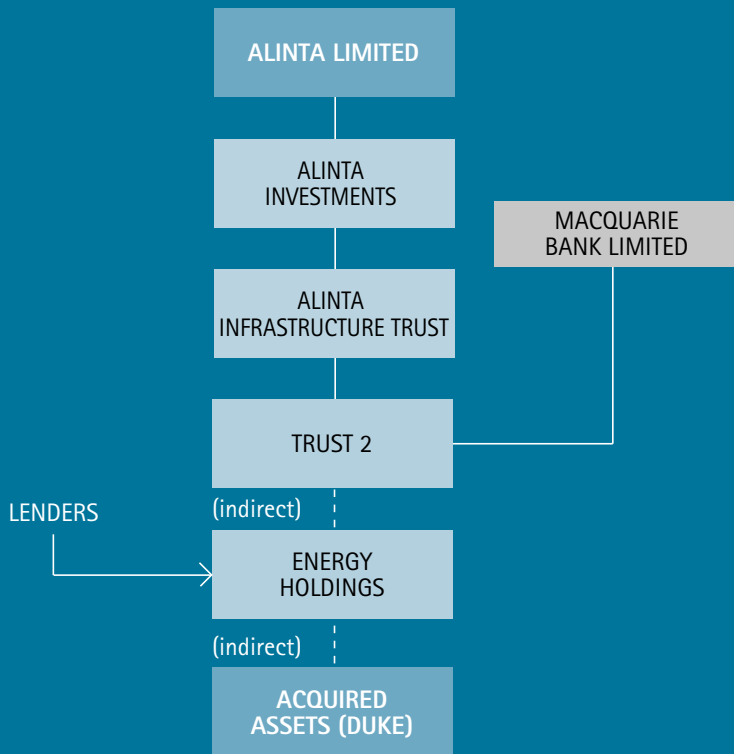 ALINTA LIMITED
ALINTA
INVESTMENTS
MACQUARIE
BANK LIMITED
ALINTA
INFRASTRUCTURE TRUST
TRUST 2
LENDERS
(indirect)
ENERGY
HOLDINGS
(indirect)
ACQUIRED
ASSETS (DUKE)